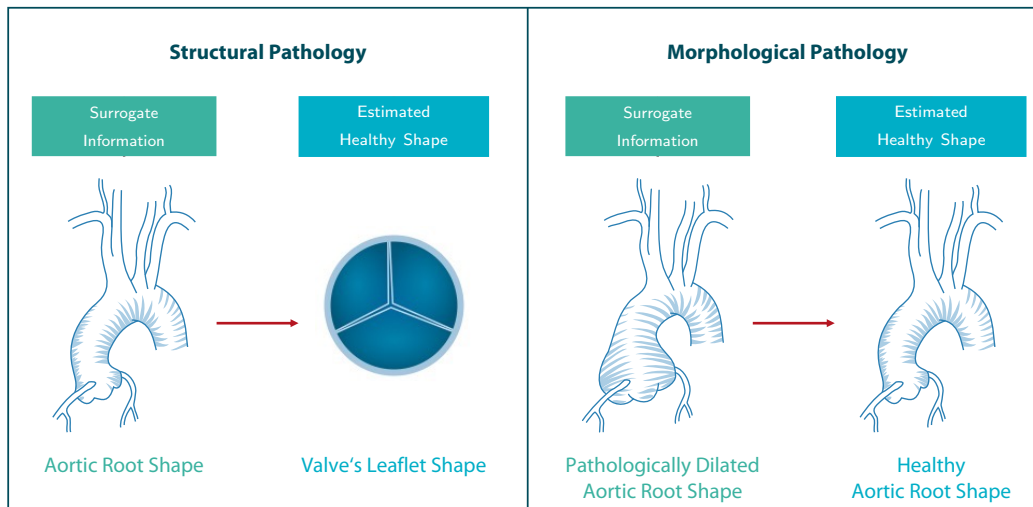 Structural Pathology
Surrogate
Information
Estimated
Healthy Shape
Aortic Root Shape
Valve‘s Leaflet Shape
Morphological Pathology
Surrogate
Information
Estimated
Healthy Shape
Pathologically Dilated
Aortic Root Shape
Healthy
Aortic Root Shape